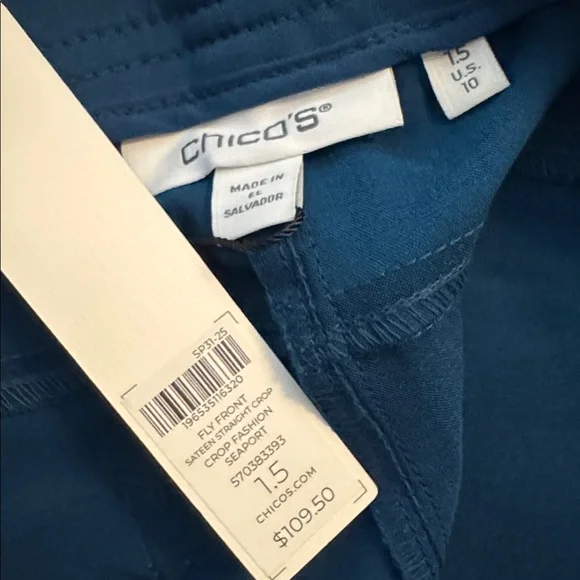 Chico's®
MADE IN
EL
SALVADOR
1.5
U.S.
10
SP31-25
196535116320
FLY FRONT
SATEEN STRAIGHT CROP
CROP FASHION
SEAPORT
570383393
1.5
CHICOS.COM
$109.50